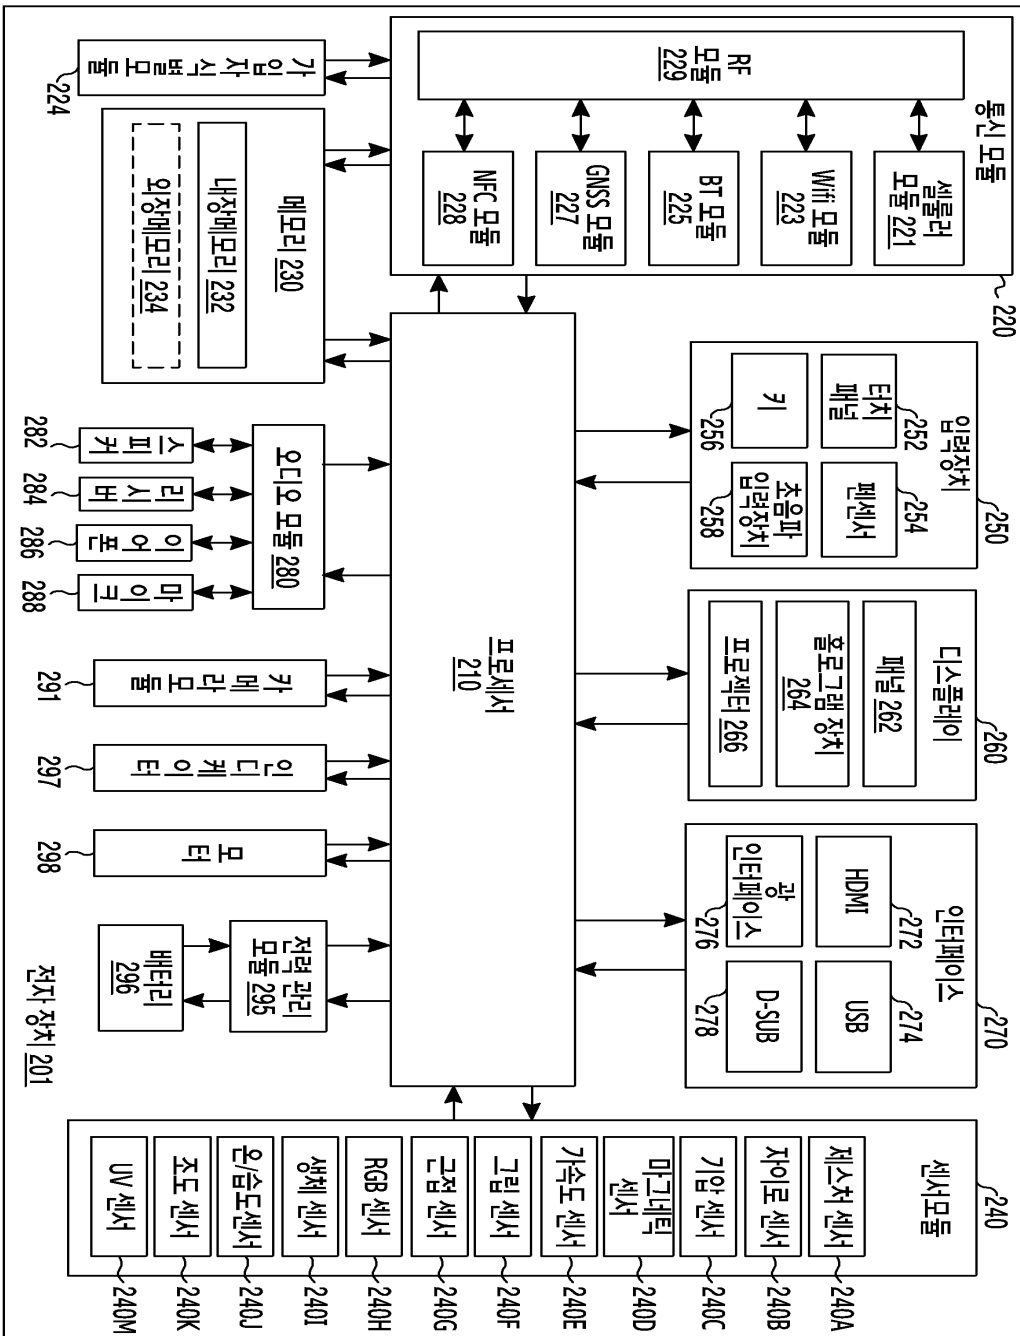 통신 모듈
220
RF
모듈
229
셀룰러
모듈 221
Wifi 모듈
223
BT 모듈
225
GNSS 모듈
227
NFC 모듈
228
가입자 식별 모듈
224
메모리 230
내장메모리 232
외장메모리 234
입력장치
250
터치
패널
252
펜센서
254
키
256
초음파
입력장치
258
디스플레이
260
패널 262
홀로그램 장치
264
프로젝터 266
인터페이스
270
HDMI
272
USB
274
광
인터페이스
276
D-SUB
278
프로세서
210
오디오 모듈 280
스피커
282
리시버
284
이어폰
286
마이크
288
카메라 모듈
291
인디케이터
297
모터
298
전력 관리
모듈 295
배터리
296
센서모듈
240
제스처 센서
240A
자이로 센서
240B
기압 센서
240C
마그네틱
센서
240D
가속도 센서
240E
그립 센서
240F
근접 센서
240G
RGB 센서
240H
생체 센서
240I
온/습도센서
240J
조도 센서
240K
UV 센서
240M
전자 장치 201